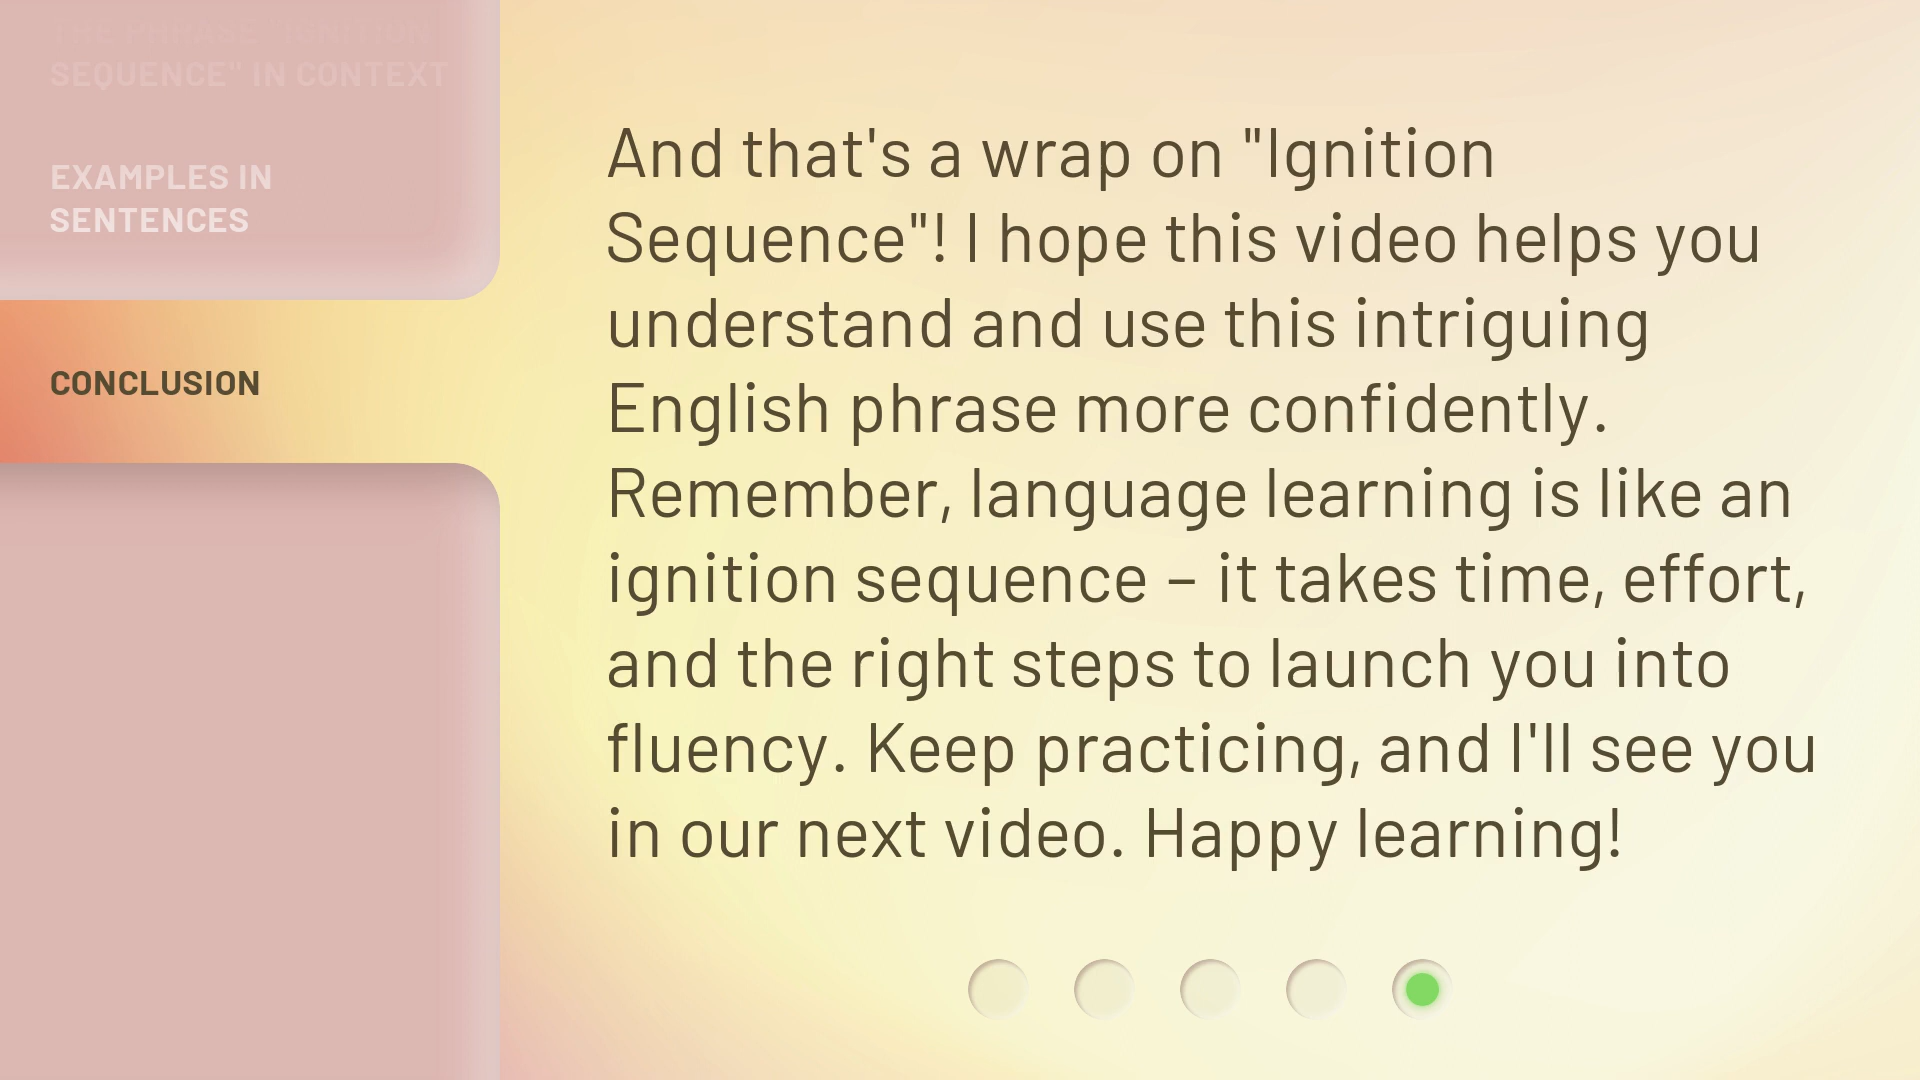 THE PHRASE "IGNITION
SEQUENCE" IN CONTEXT
EXAMPLES IN
SENTENCES
CONCLUSION
And that's a wrap on "Ignition
Sequence"! I hope this video helps you
understand and use this intriguing
English phrase more confidently.
Remember, language learning is like an
ignition sequence – it takes time, effort,
and the right steps to launch you into
fluency. Keep practicing, and I'll see you
in our next video. Happy learning!